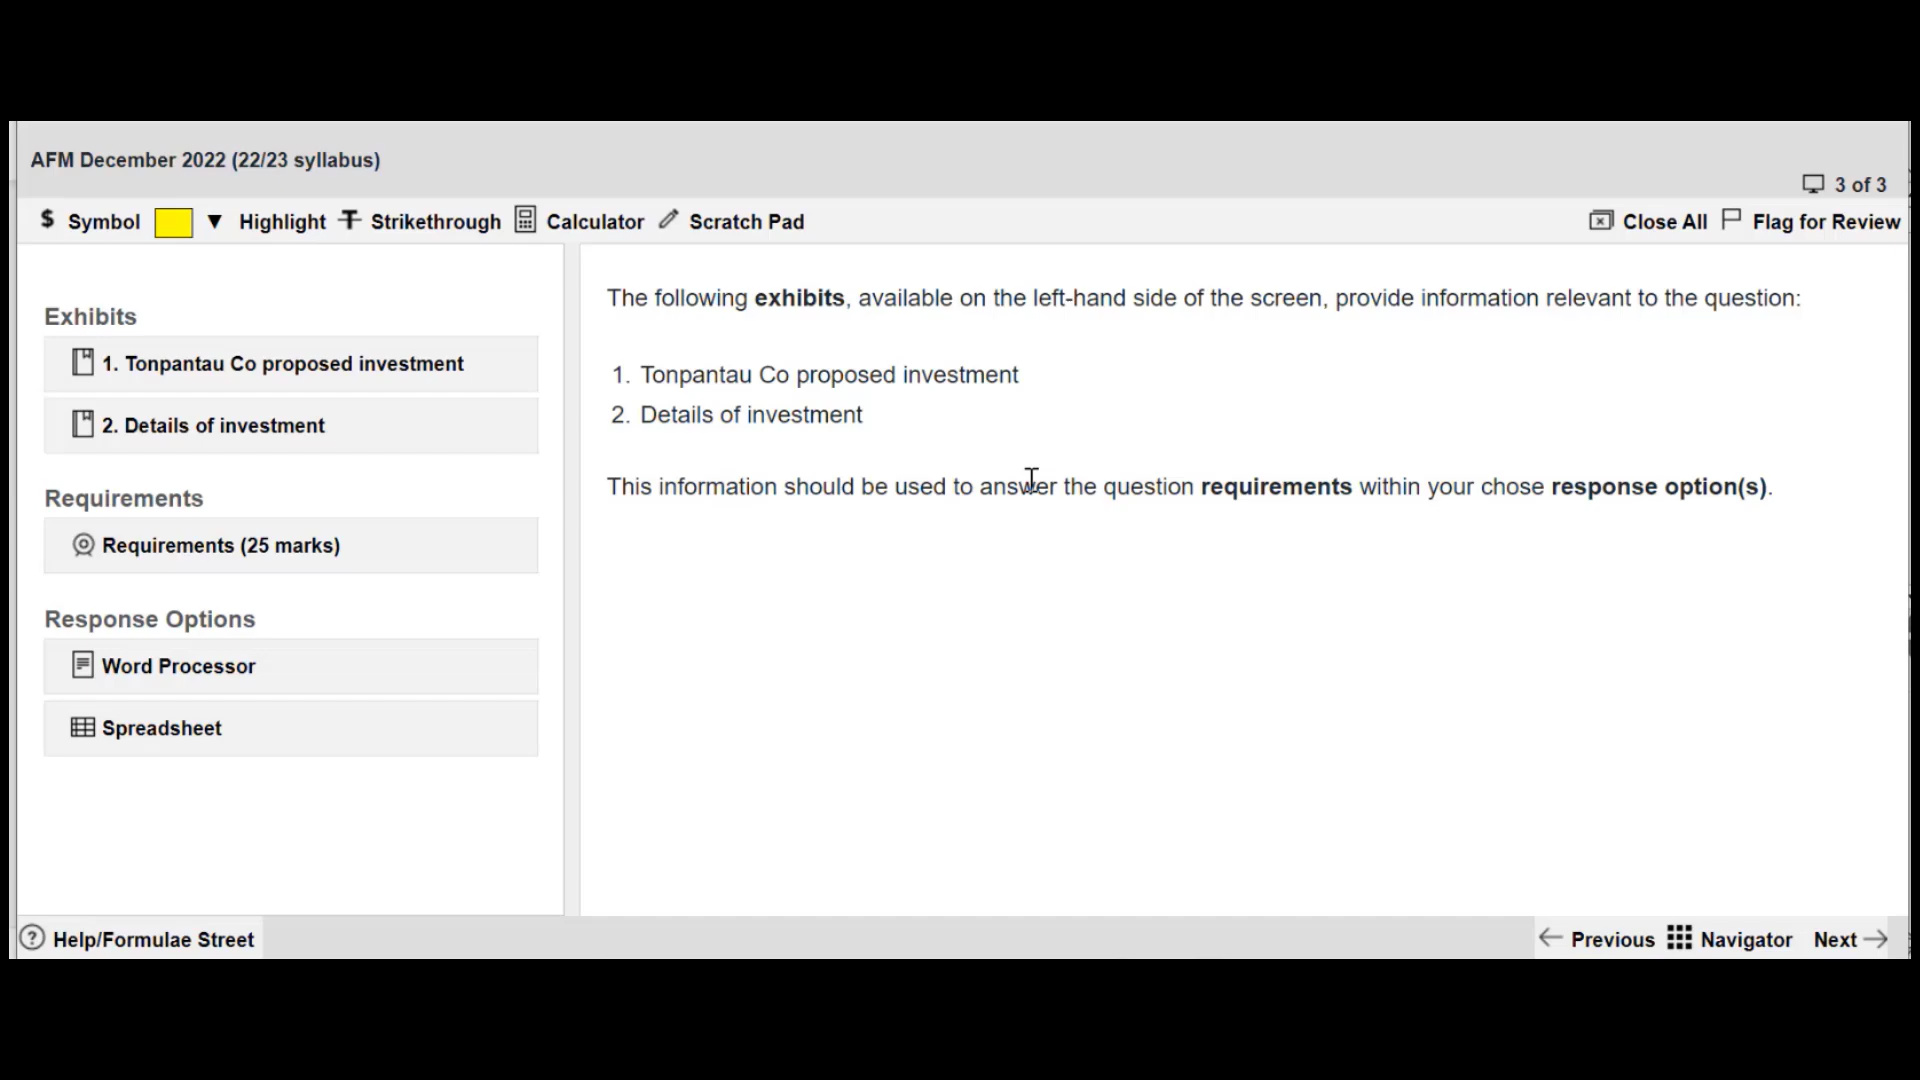 AFM December 2022 (22/23 syllabus)
3 of 3
$ Symbol ▼ Highlight Strikethrough Calculator Scratch Pad Close All Flag for Review
Exhibits
1. Tonpantau Co proposed investment
2. Details of investment
Requirements
Requirements (25 marks)
Response Options
Word Processor
Spreadsheet
The following exhibits, available on the left-hand side of the screen, provide information relevant to the question:
1. Tonpantau Co proposed investment
2. Details of investment
This information should be used to answer the question requirements within your chose response option(s).
? Help/Formulae Street
Previous Navigator Next